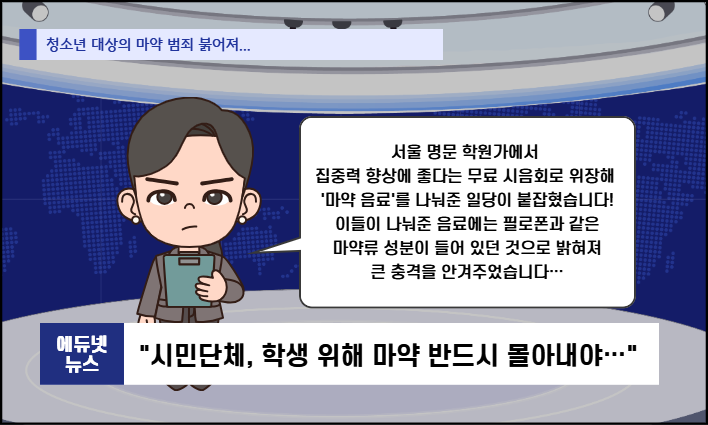 청소년 대상의 마약 범죄 붉어져...
서울 명문 학원가에서
집중력 향상에 좋다는 무료 시음회로 위장해
'마약 음료'를 나눠준 일당이 붙잡혔습니다!
이들이 나눠준 음료에는 필로폰과 같은
마약류 성분이 들어 있던 것으로 밝혀져
큰 충격을 안겨주었습니다…
에듀넷
뉴스
"시민단체, 학생 위해 마약 반드시 몰아내야…"